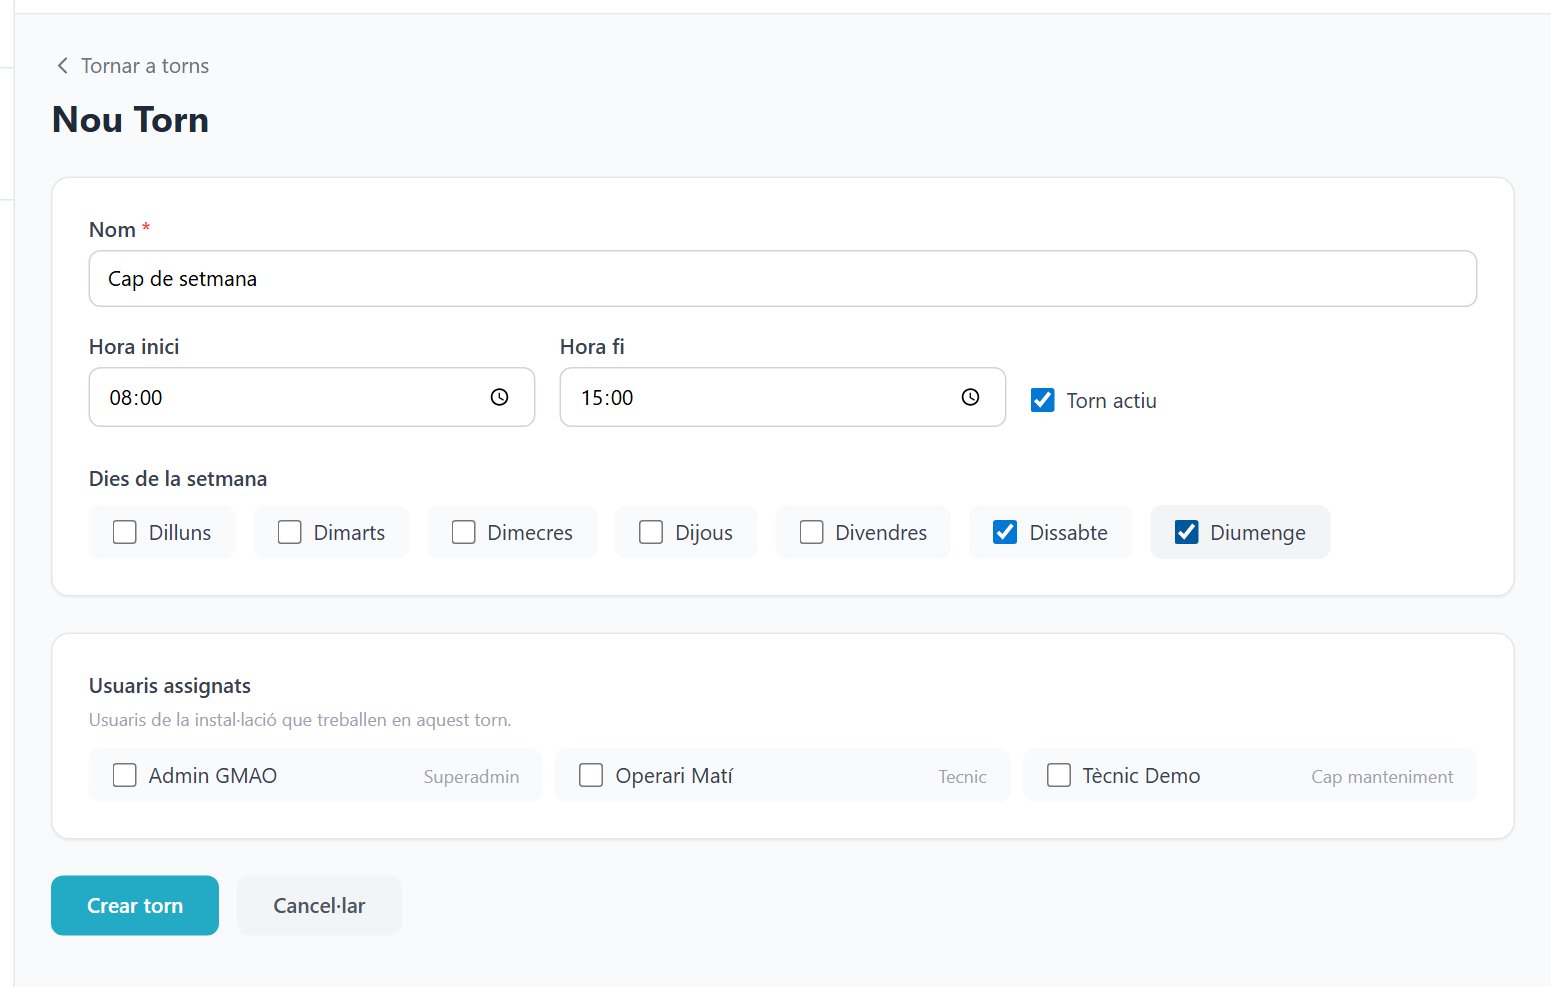 Tornar a torns
Nou Torn
Nom *
Cap de setmana
Hora inici Hora fi
08:00 15:00 Torn actiu
Dies de la setmana
Dilluns Dimarts Dimecres Dijous Divendres Dissabte Diumenge
Usuaris assignats
Usuaris de la instal·lació que treballen en aquest torn.
Admin GMAO Superadmin Operari Matí Tecnic Tècnic Demo Cap manteniment
Crear torn Cancel·lar